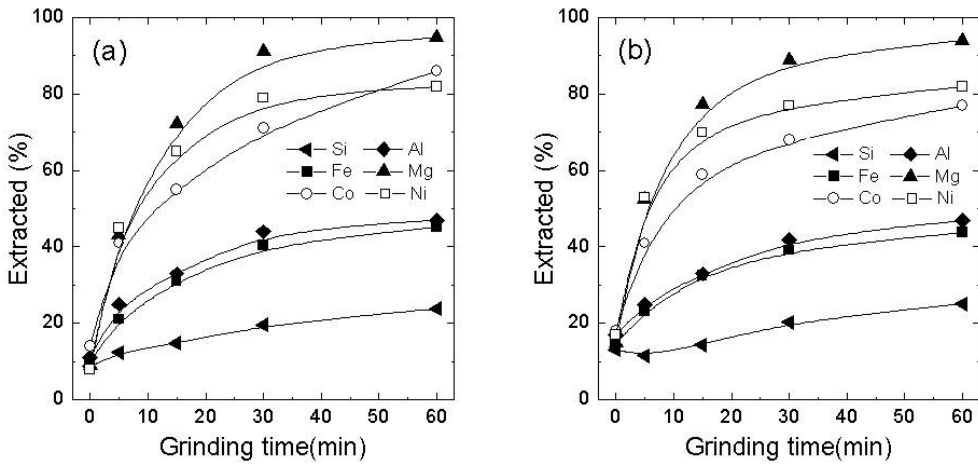 (a)
Extracted (%)
100
80
60
40
20
0
Si Al
Fe Mg
Co Ni
0 10 20 30 40 50 60
Grinding time(min)
(b)
Extracted (%)
100
80
60
40
20
0
Si Al
Fe Mg
Co Ni
0 10 20 30 40 50 60
Grinding time(min)